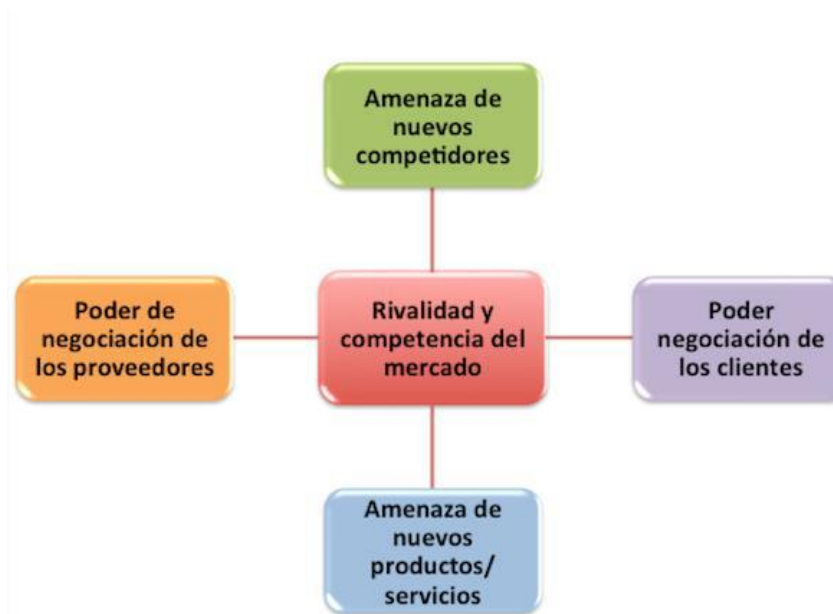 Amenaza de
nuevos
competidores
Poder de
negociación de
los proveedores
Rivalidad y
competencia del
mercado
Poder
negociación de
los clientes
Amenaza de
nuevos
productos/
servicios